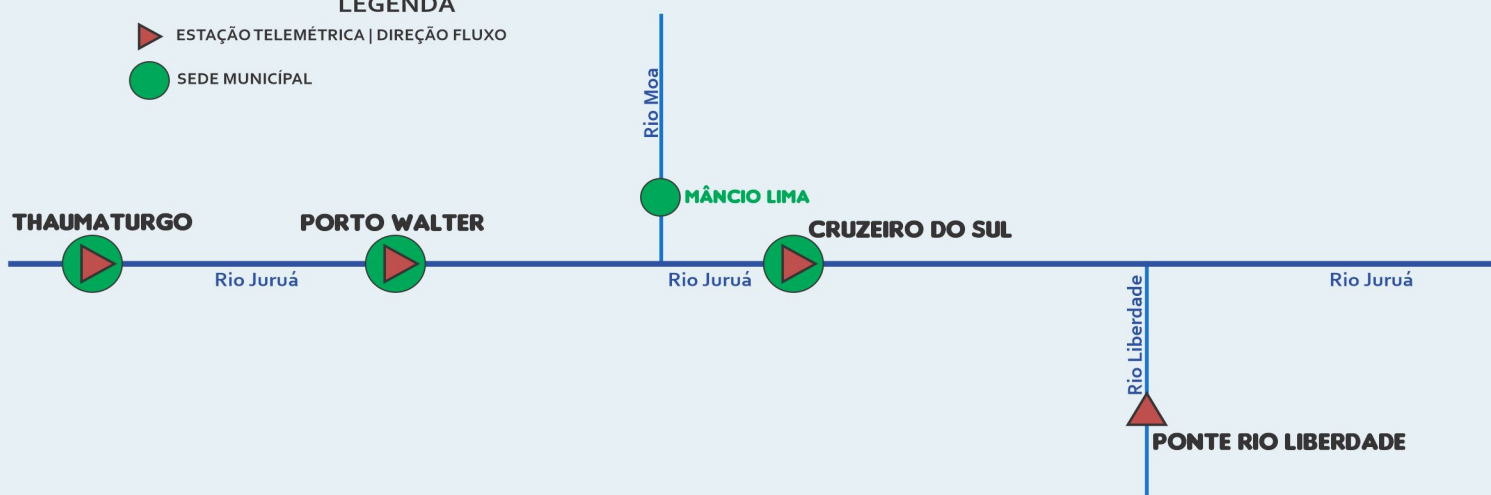 LEGENDA
ESTAÇÃO TELEMÉTRICA | DIREÇÃO FLUXO
SEDE MUNICÍPAL
Rio Moa
MÂNCIO LIMA
THAUMATURGO
PORTO WALTER
CRUZEIRO DO SUL
Rio Juruá
Rio Juruá
Rio Juruá
Rio Liberdade
PONTE RIO LIBERDADE